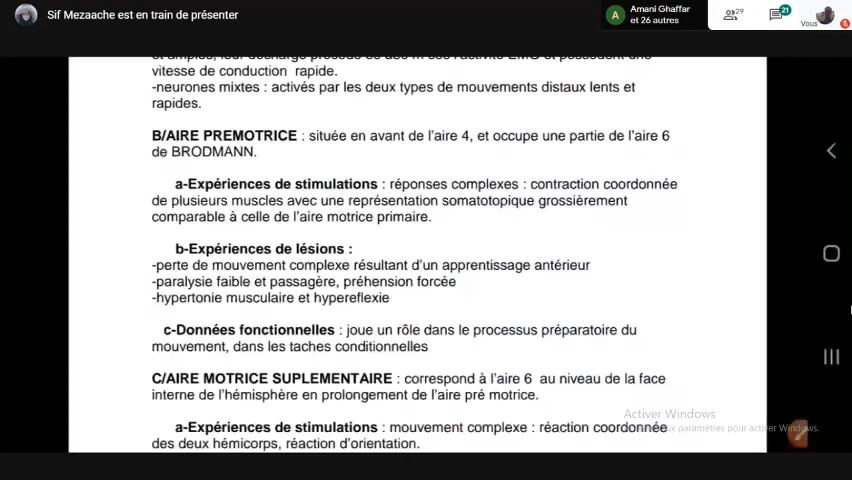 Sif Mezaache est en train de présenter
Amani Ghaffar
et 26 autres
A
29
21
Vous
vitesse de conduction rapide.
-neurones mixtes : activés par les deux types de mouvements distaux lents et
rapides.
B/AIRE PREMOTRICE : située en avant de l'aire 4, et occupe une partie de l'aire 6
de BRODMANN.
a-Expériences de stimulations : réponses complexes : contraction coordonnée
de plusieurs muscles avec une représentation somatotopique grossièrement
comparable à celle de l'aire motrice primaire.
b-Expériences de lésions :
-perte de mouvement complexe résultant d'un apprentissage antérieur
-paralysie faible et passagère, préhension forcée
-hypertonie musculaire et hypereflexie
c-Données fonctionnelles : joue un rôle dans le processus préparatoire du
mouvement, dans les taches conditionnelles
C/AIRE MOTRICE SUPLEMENTAIRE : correspond à l'aire 6 au niveau de la face
interne de l'hémisphère en prolongement de l'aire pré motrice.
Activer Windows
a-Expériences de stimulations : mouvement complexe : réaction coordonnée
aux paramètres pour activer Windows.
des deux hémicorps, réaction d'orientation.